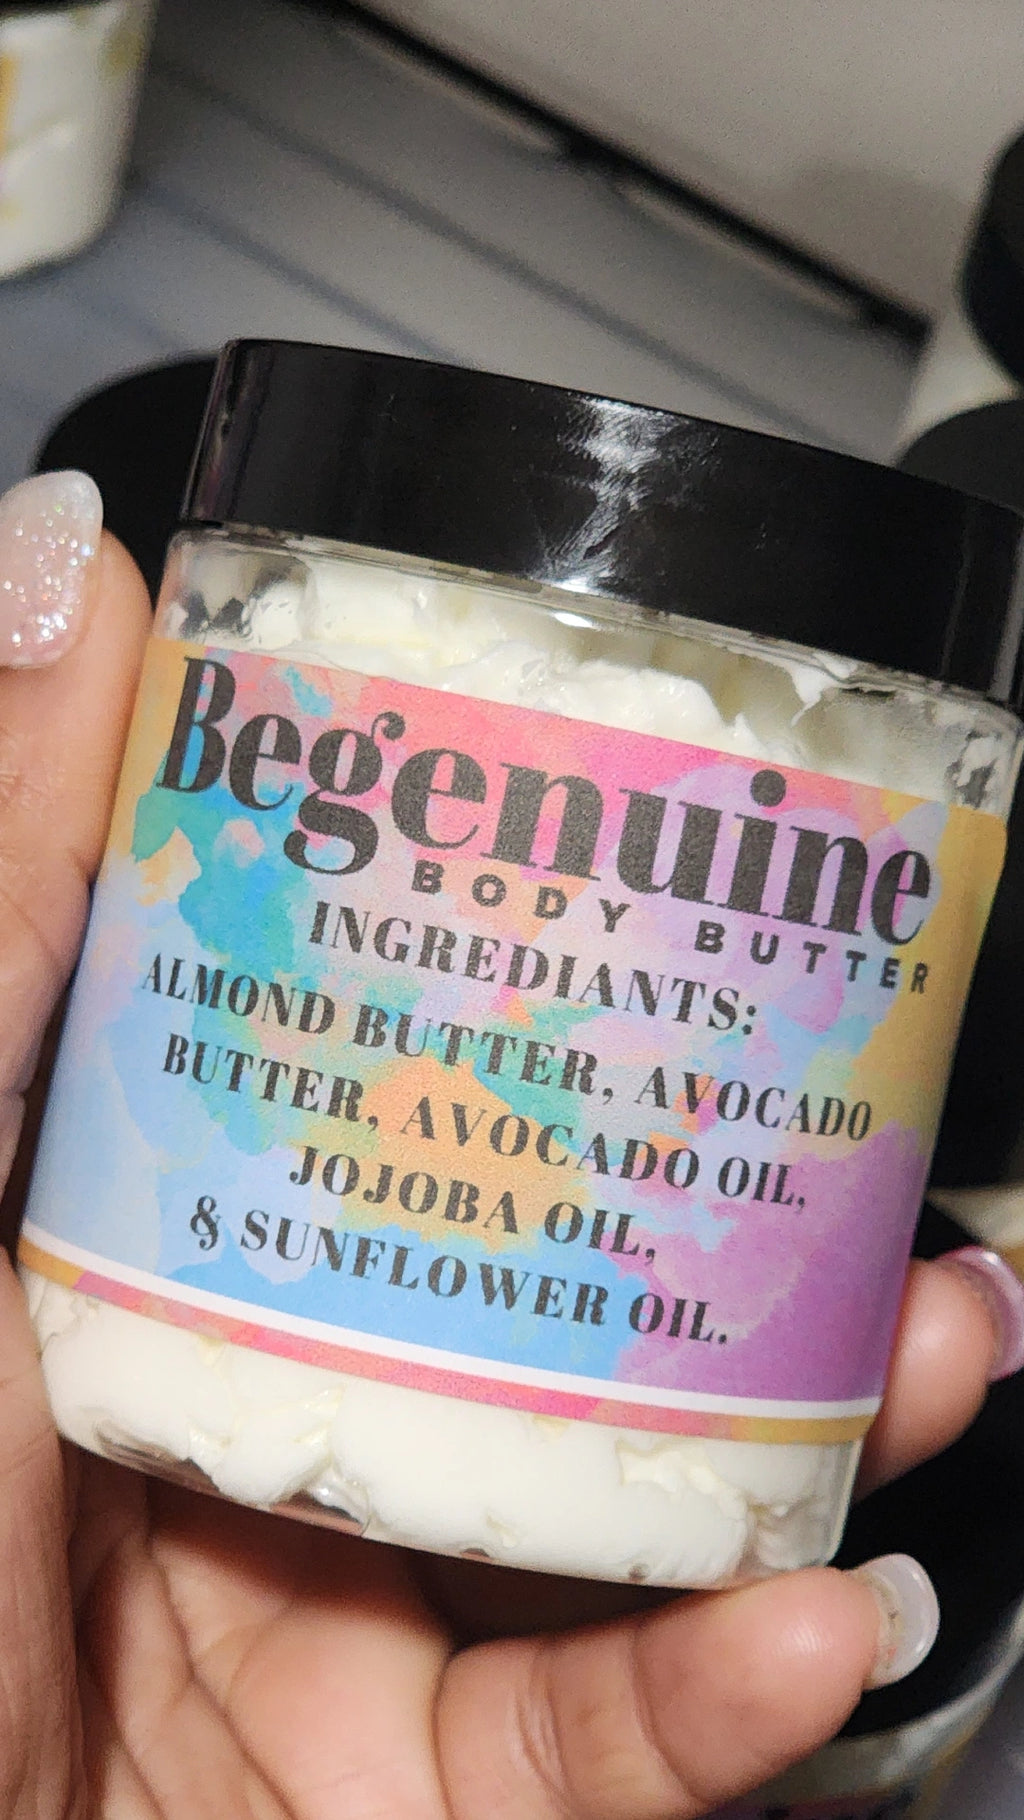 Begenuine
BODY BUTTER
INGREDIANTS:
ALMOND BUTTER, AVOCADO
BUTTER, AVOCADO OIL,
JOJOBA OIL,
& SUNFLOWER OIL.